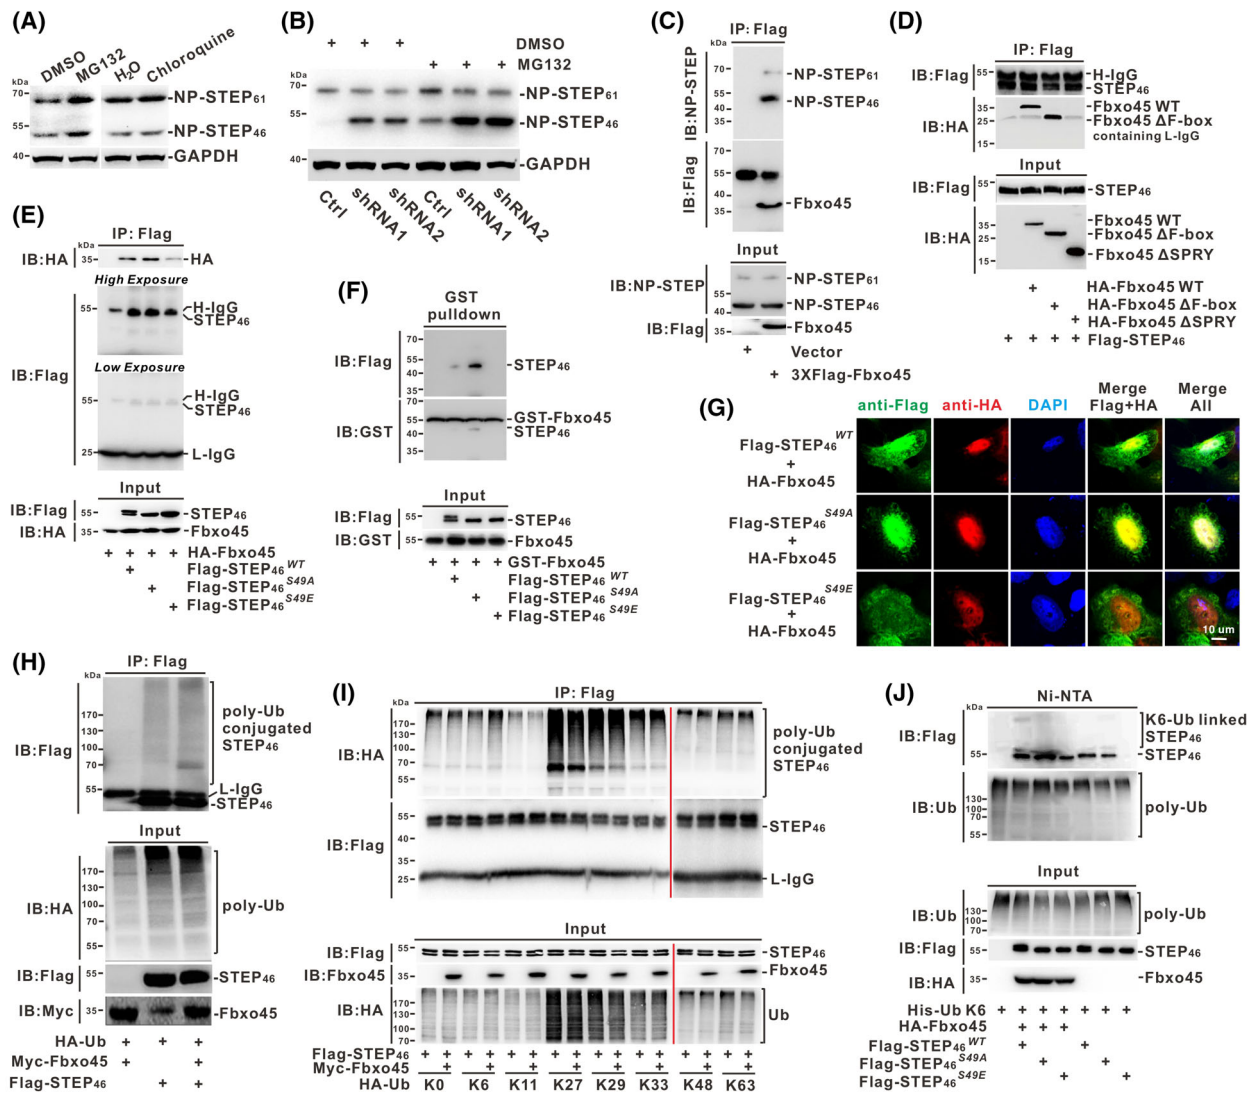 (A)
kDa
DMSO
MG132
H2O
Chloroquine
70
55
40
NP-STEP61
NP-STEP46
GAPDH
(B)
+ + + DMSO
+ + + MG132
kDa
70
55
40
NP-STEP61
NP-STEP46
GAPDH
Ctrl
shRNA1
shRNA2
Ctrl
shRNA1
shRNA2
(C)
IP: Flag
kDa
IB:NP-STEP
70
55
40
35
NP-STEP61
NP-STEP46
IB:Flag
70
55
40
35
Fbxo45
Input
IB:NP-STEP
70
55
40
NP-STEP61
NP-STEP46
IB:Flag
35
Fbxo45
+ Vector
+ 3XFlag-Fbxo45
(D)
IP: Flag
kDa
IB:Flag
55
H-IgG
STEP46
IB:HA
35
25
15
Fbxo45 WT
Fbxo45 ΔF-box
containing L-IgG
Input
IB:Flag
55
STEP46
IB:HA
35
25
15
Fbxo45 WT
Fbxo45 ΔF-box
Fbxo45 ΔSPRY
+ HA-Fbxo45 WT
+ HA-Fbxo45 ΔF-box
+ HA-Fbxo45 ΔSPRY
+ + + + Flag-STEP46
(E)
IP: Flag
kDa
IB:HA
35
HA
High Exposure
55
H-IgG
STEP46
IB:Flag
Low Exposure
55
H-IgG
STEP46
25
L-IgG
Input
IB:Flag
55
STEP46
IB:HA
35
Fbxo45
+ + + + HA-Fbxo45
+ Flag-STEP46 WT
+ Flag-STEP46 S49A
+ Flag-STEP46 S49E
(F)
GST
pulldown
kDa
IB:Flag
70
55
40
35
STEP46
IB:GST
70
55
40
35
GST-Fbxo45
STEP46
Input
IB:Flag
55
STEP46
IB:GST
55
Fbxo45
+ + + + GST-Fbxo45
+ Flag-STEP46 WT
+ Flag-STEP46 S49A
+ Flag-STEP46 S49E
(G)
anti-Flag
anti-HA
DAPI
Merge
Flag+HA
Merge
All
Flag-STEP46 WT
+
HA-Fbxo45
Flag-STEP46 S49A
+
HA-Fbxo45
Flag-STEP46 S49E
+
HA-Fbxo45
10 um
(H)
IP: Flag
kDa
IB:Flag
170
130
100
70
55
poly-Ub
conjugated
STEP46
L-IgG
STEP46
Input
IB:HA
170
130
100
70
55
poly-Ub
IB:Flag
55
STEP46
IB:Myc
35
Fbxo45
HA-Ub + + +
Myc-Fbxo45 + +
Flag-STEP46 + +
(I)
IP: Flag
kDa
IB:HA
170
130
100
70
55
poly-Ub
conjugated
STEP46
IB:Flag
55
40
35
25
STEP46
L-IgG
Input
IB:Flag
55
STEP46
IB:Fbxo45
35
Fbxo45
IB:HA
170
130
100
70
55
Ub
Flag-STEP46 + + + + + + + + + + + + + + + +
Myc-Fbxo45 + + + + + + + +
HA-Ub K0 K6 K11 K27 K29 K33 K48 K63
(J)
Ni-NTA
kDa
IB:Flag
170
130
100
70
55
K6-Ub linked
STEP46
STEP46
IB:Ub
130
100
70
55
poly-Ub
Input
IB:Ub
130
100
70
poly-Ub
IB:Flag
55
STEP46
IB:HA
35
Fbxo45
His-Ub K6 + + + + + + +
HA-Fbxo45 + + +
Flag-STEP46 WT + +
Flag-STEP46 S49A + +
Flag-STEP46 S49E + +